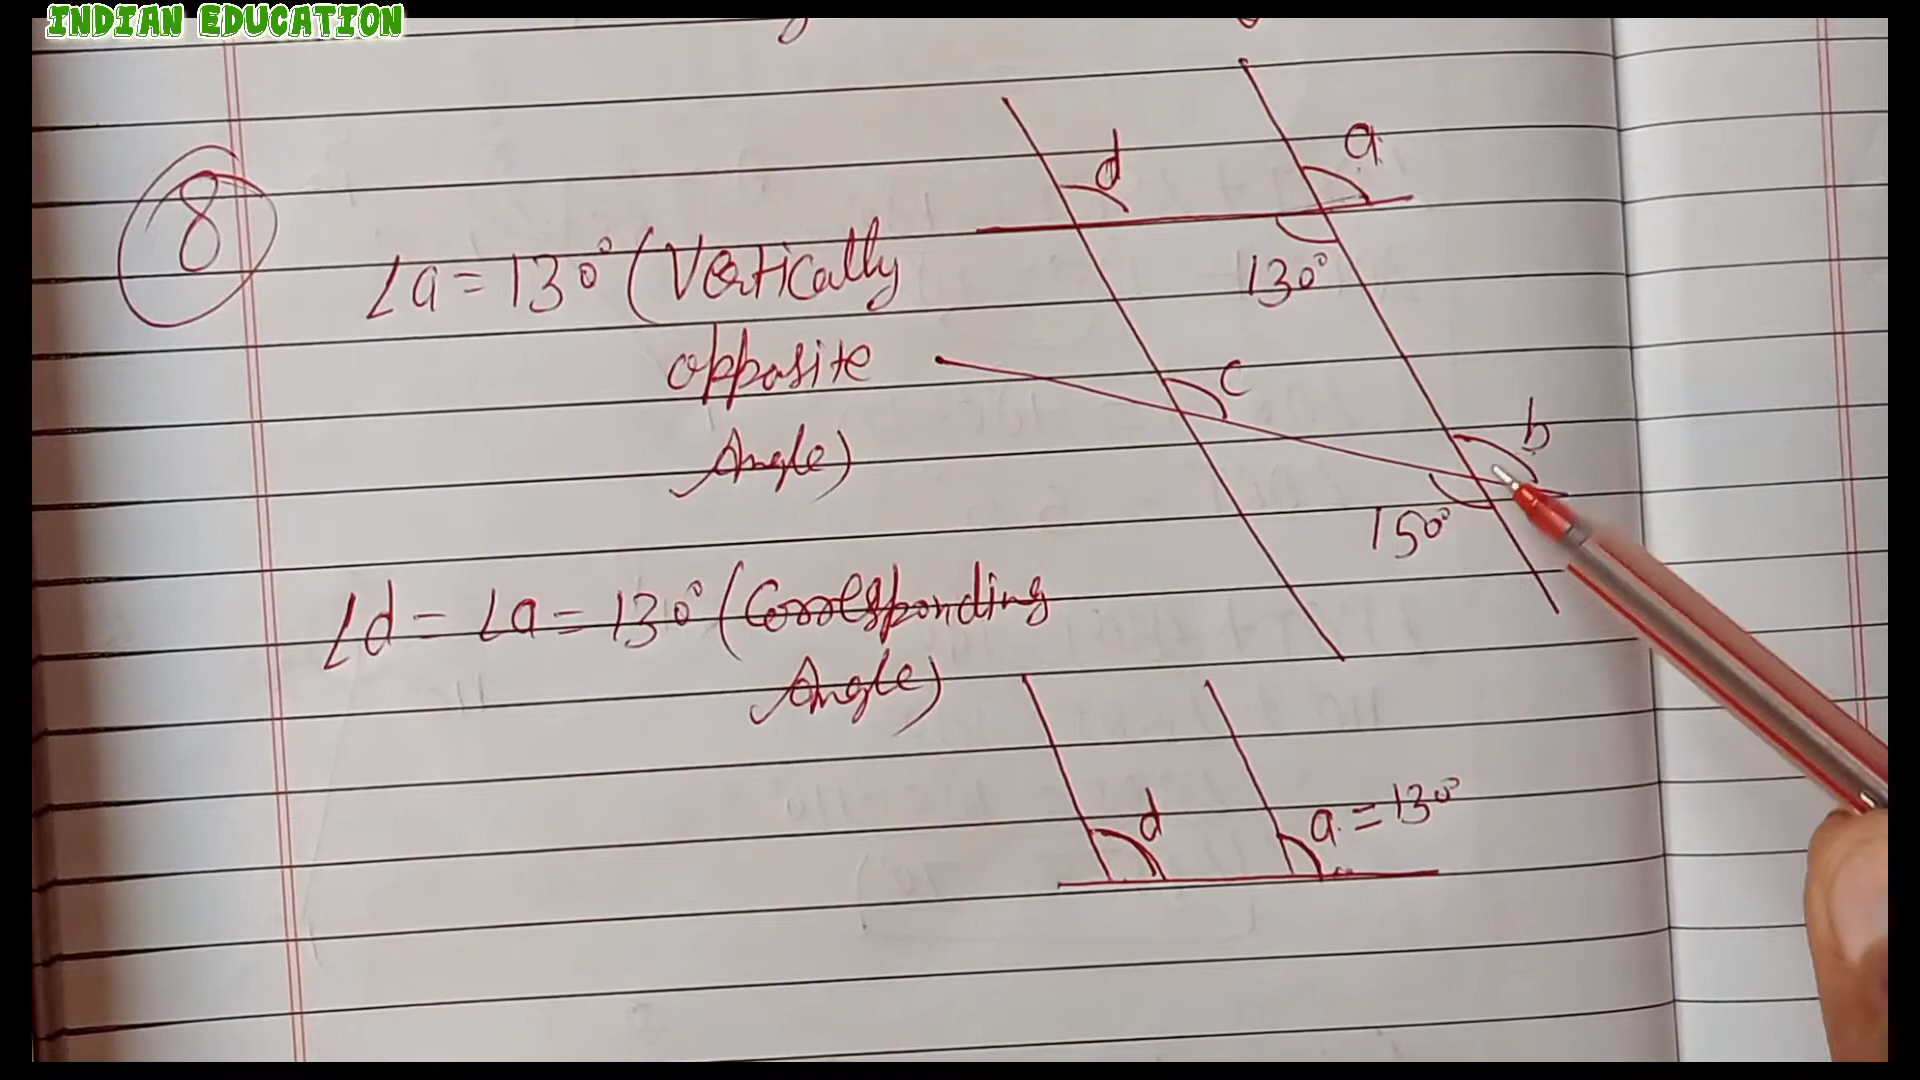 INDIAN EDUCATION
8
∠a = 130° (Vertically
opposite
Angle)
d
a
130°
c
b
150°
∠d = ∠a = 130° (Corresponding
Angle)
d
a = 130°